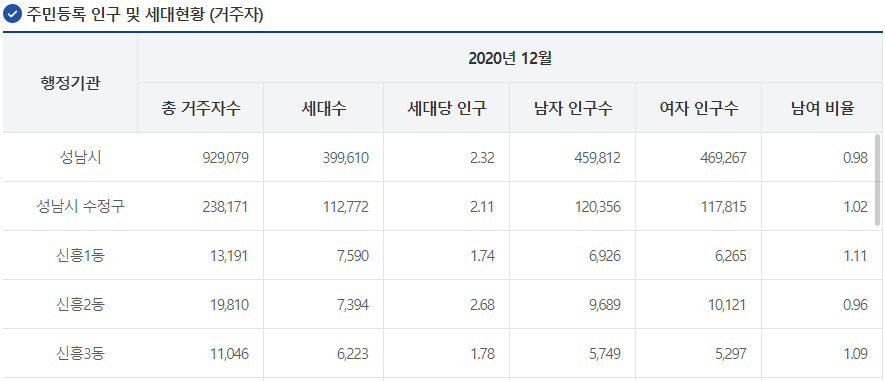 주민등록 인구 및 세대현황 (거주자)
행정기관 2020년 12월
총 거주자수 세대수 세대당 인구 남자 인구수 여자 인구수 남여 비율
성남시 929,079 399,610 2.32 459,812 469,267 0.98
성남시 수정구 238,171 112,772 2.11 120,356 117,815 1.02
신흥1동 13,191 7,590 1.74 6,926 6,265 1.11
신흥2동 19,810 7,394 2.68 9,689 10,121 0.96
신흥3동 11,046 6,223 1.78 5,749 5,297 1.09